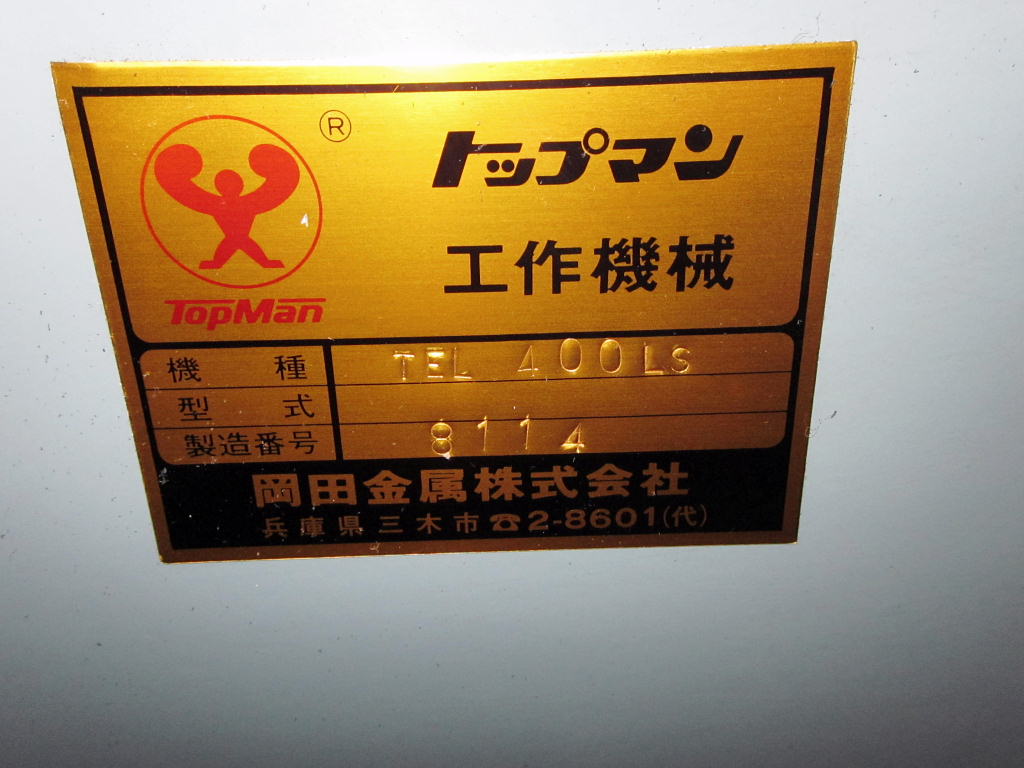 ®
TopMan
トップマン
工作機械
機種 TEL 400LS
型式
製造番号 8114
岡田金属株式会社
兵庫県三木市☎2-8601(代)